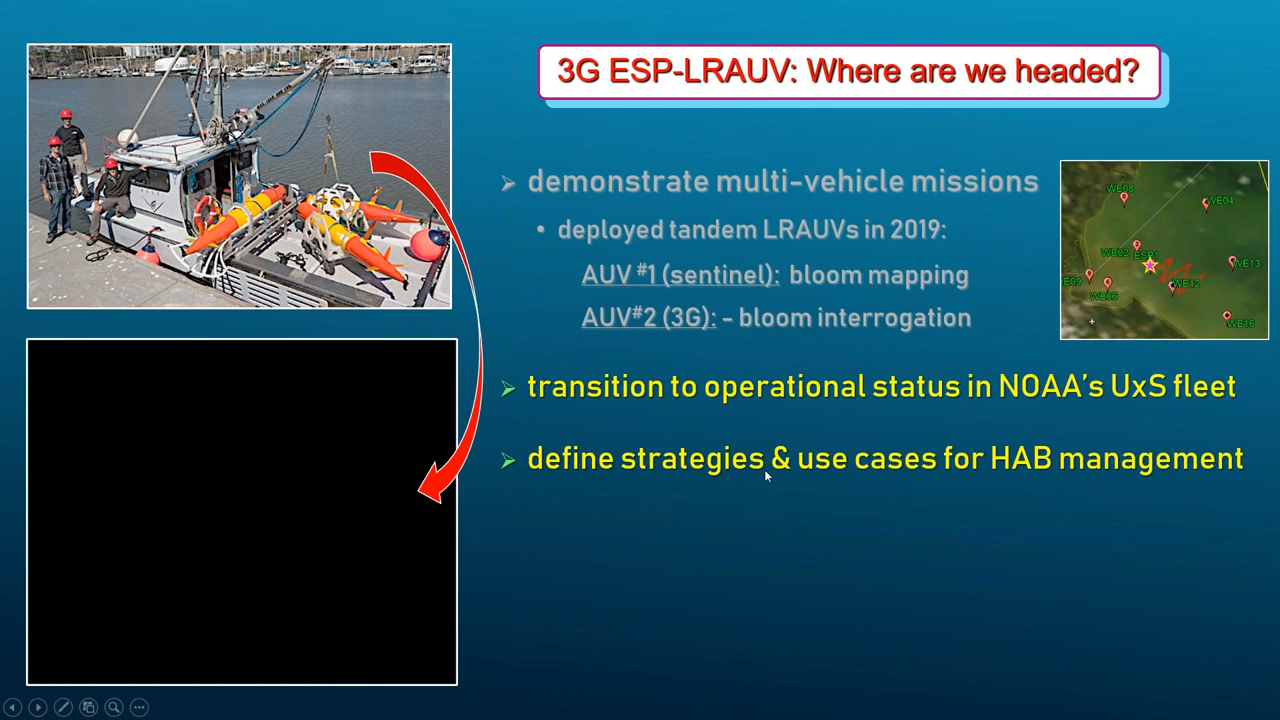 3G ESP-LRAUV: Where are we headed?
➢ demonstrate multi-vehicle missions
• deployed tandem LRAUVs in 2019:
AUV #1 (sentinel): bloom mapping
AUV#2 (3G): - bloom interrogation
➢ transition to operational status in NOAA's UxS fleet
➢ define strategies & use cases for HAB management
WE08
WE04
WE02
ESP1
WE13
E09
WE06
WE12
WE16